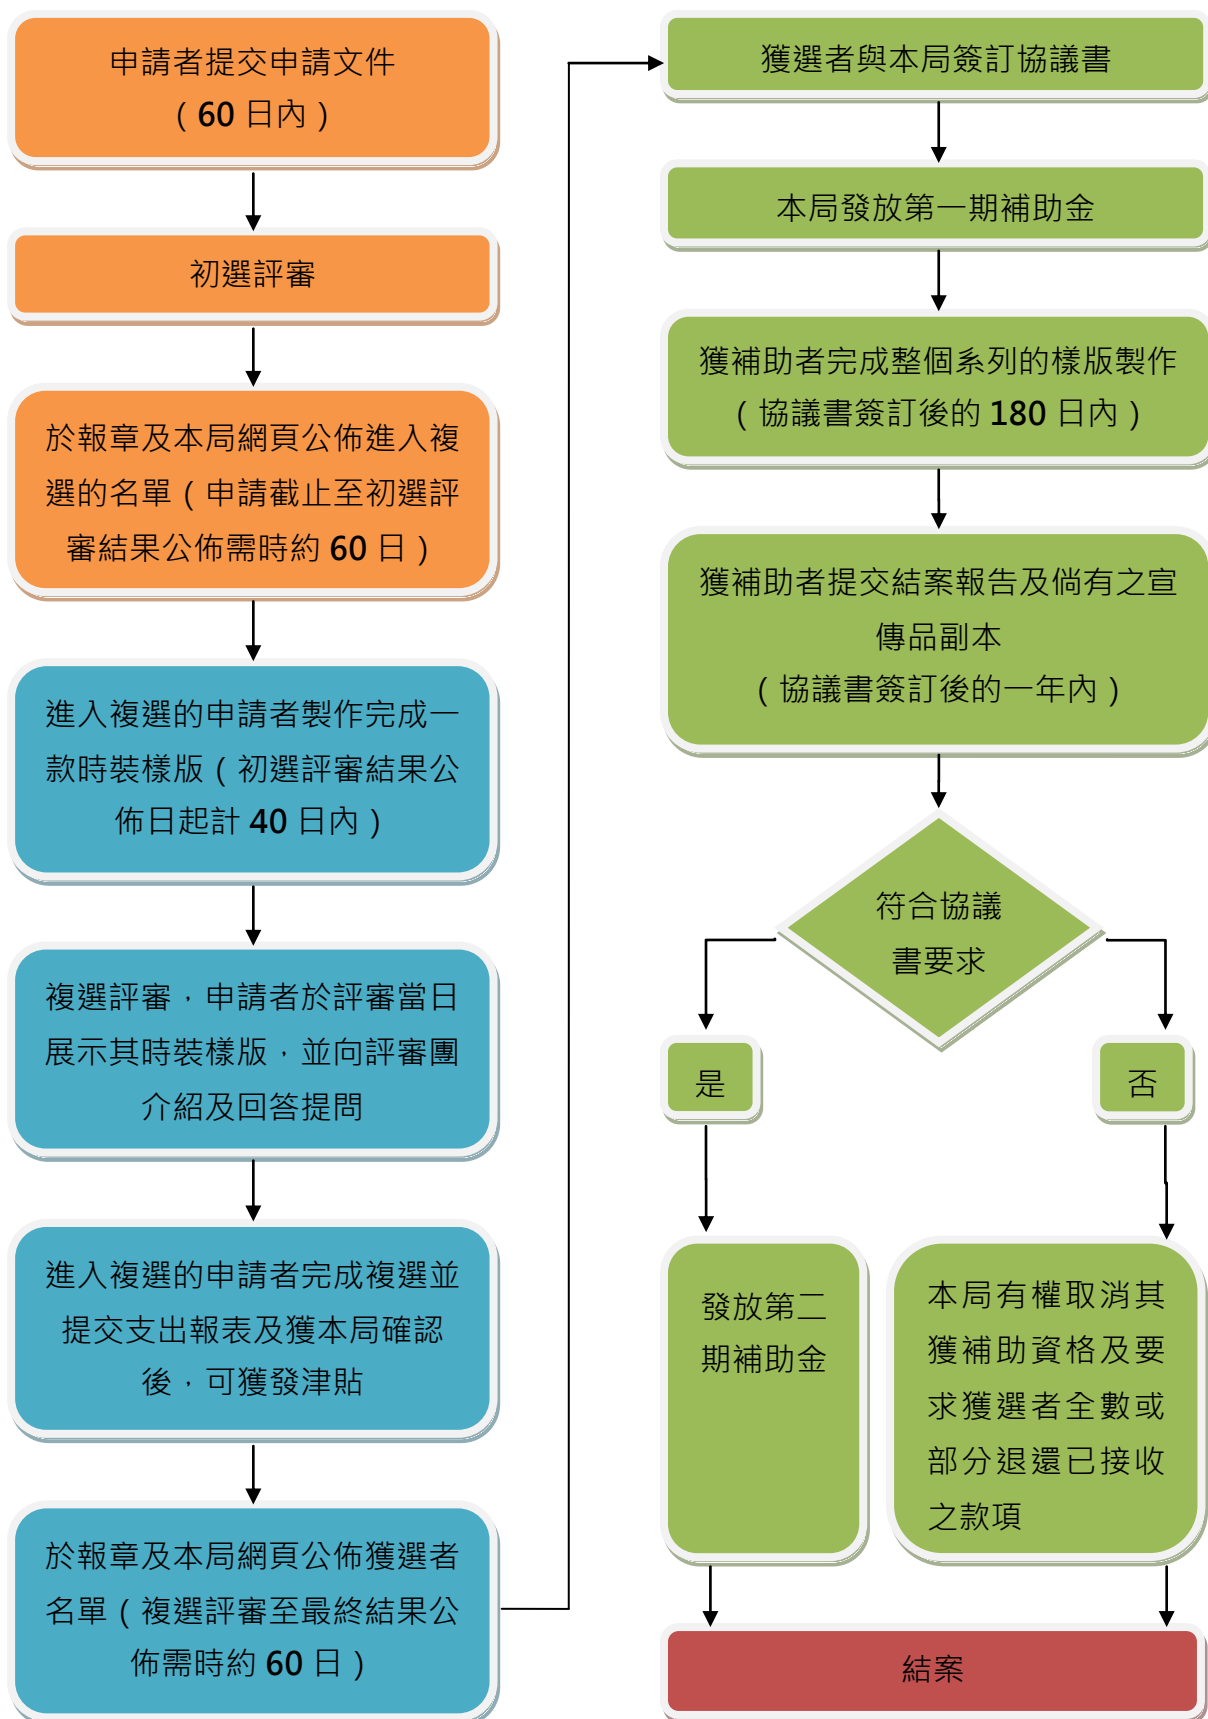 申請者提交申請文件
（60 日內）
初選評審
於報章及本局網頁公佈進入複
選的名單（申請截止至初選評
審結果公佈需時約 60 日）
進入複選的申請者製作完成一
款時裝樣版（初選評審結果公
佈日起計 40 日內）
複選評審，申請者於評審當日
展示其時裝樣版，並向評審團
介紹及回答提問
進入複選的申請者完成複選並
提交支出報表及獲本局確認
後，可獲發津貼
於報章及本局網頁公佈獲選者
名單（複選評審至最終結果公
佈需時約 60 日）
獲選者與本局簽訂協議書
本局發放第一期補助金
獲補助者完成整個系列的樣版製作
（協議書簽訂後的 180 日內）
獲補助者提交結案報告及倘有之宣
傳品副本
（協議書簽訂後的一年內）
符合協議
書要求
是
否
發放第二
期補助金
本局有權取消其
獲補助資格及要
求獲選者全數或
部分退還已接收
之款項
結案